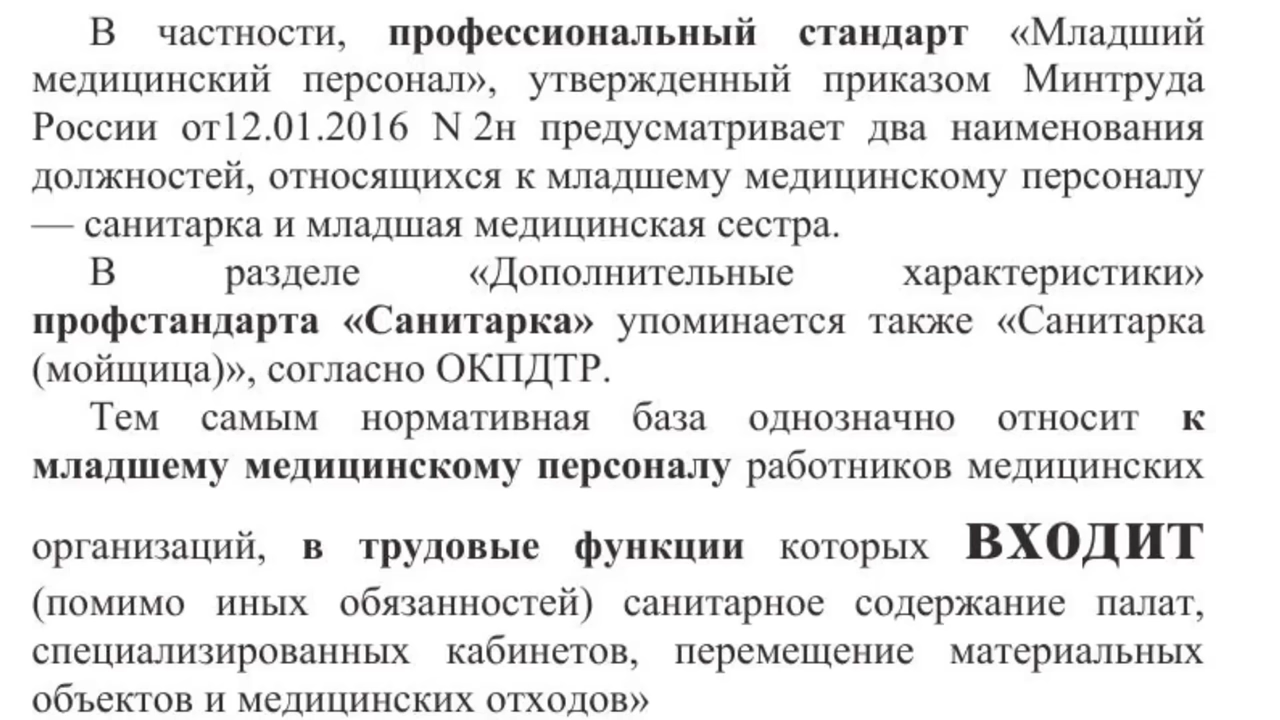 В частности, профессиональный стандарт «Младший
медицинский персонал», утвержденный приказом Минтруда
России от12.01.2016 N 2н предусматривает два наименования
должностей, относящихся к младшему медицинскому персоналу
— санитарка и младшая медицинская сестра.
В разделе «Дополнительные характеристики»
профстандарта «Санитарка» упоминается также «Санитарка
(мойщица)», согласно ОКПДТР.
Тем самым нормативная база однозначно относит к
младшему медицинскому персоналу работников медицинских
организаций, в трудовые функции которых входит
(помимо иных обязанностей) санитарное содержание палат,
специализированных кабинетов, перемещение материальных
объектов и медицинских отходов»